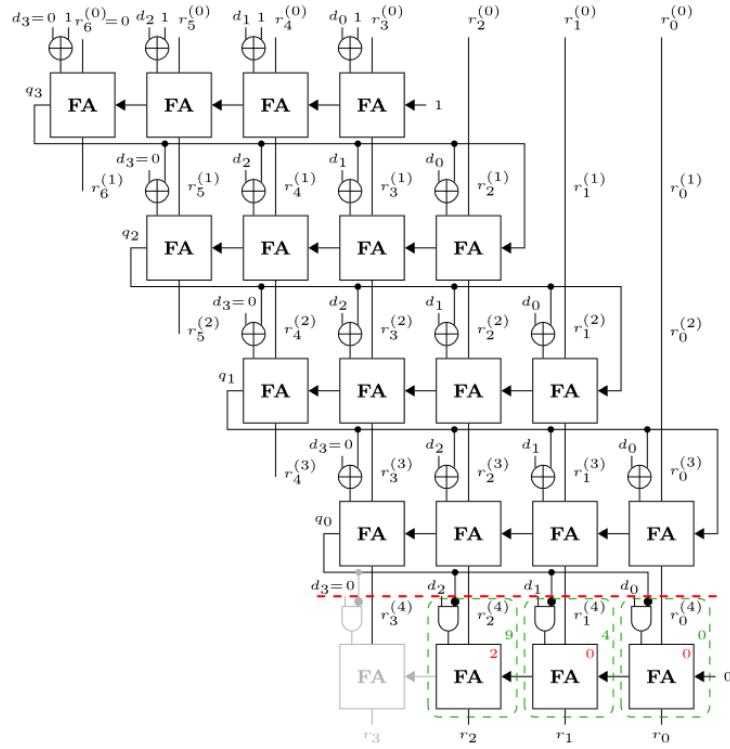 d₃=0 1 r₆⁽⁰⁾=0 d₂ 1 r₅⁽⁰⁾ d₁ 1 r₄⁽⁰⁾ d₀ 1 r₃⁽⁰⁾ r₂⁽⁰⁾ r₁⁽⁰⁾ r₀⁽⁰⁾
q₃ FA FA FA FA 1
d₃=0 d₂ d₁ d₀
r₆⁽¹⁾ r₅⁽¹⁾ r₄⁽¹⁾ r₃⁽¹⁾ r₂⁽¹⁾ r₁⁽¹⁾ r₀⁽¹⁾
q₂ FA FA FA FA
d₃=0 d₂ d₁ d₀
r₅⁽²⁾ r₄⁽²⁾ r₃⁽²⁾ r₂⁽²⁾ r₁⁽²⁾ r₀⁽²⁾
q₁ FA FA FA FA
d₃=0 d₂ d₁ d₀
r₄⁽³⁾ r₃⁽³⁾ r₂⁽³⁾ r₁⁽³⁾ r₀⁽³⁾
q₀ FA FA FA FA
d₃=0 d₂ d₁ d₀
r₃⁽⁴⁾ r₂⁽⁴⁾ r₁⁽⁴⁾ r₀⁽⁴⁾
9 4 0
2 0 0
FA FA FA FA 0
r₃ r₂ r₁ r₀